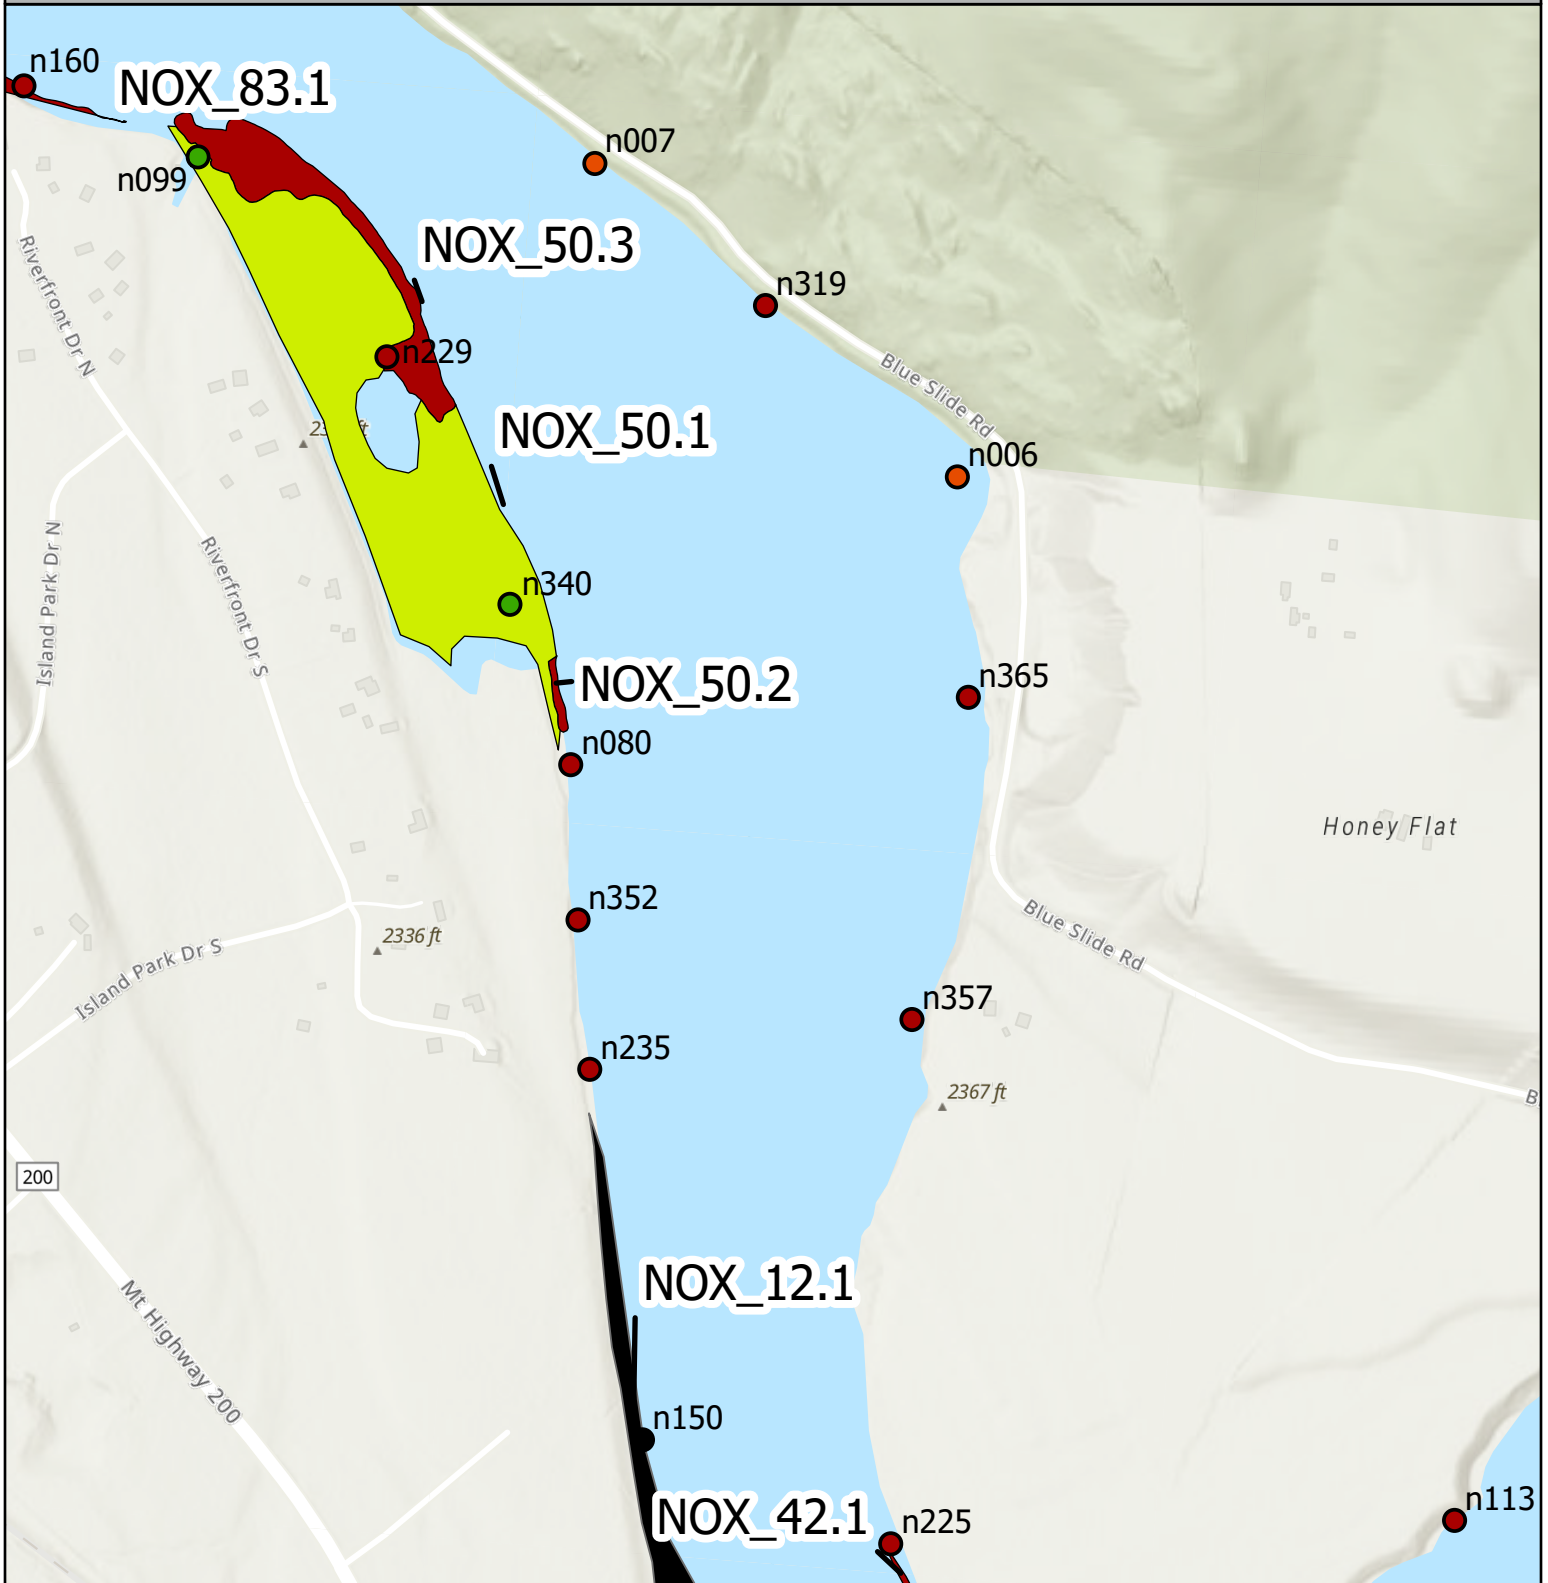 n160
NOX_83.1
n007
n099
NOX_50.3
Riverfront Dr N
n319
n229
Blue Slide Rd
NOX_50.1
n006
Island Park Dr N
Riverfront Dr S
n340
NOX_50.2
n365
n080
Honey Flat
n352
Blue Slide Rd
2336 ft
Island Park Dr S
n357
n235
2367 ft
B
200
NOX_12.1
Mt Highway 200
n150
NOX_42.1
n225
n113